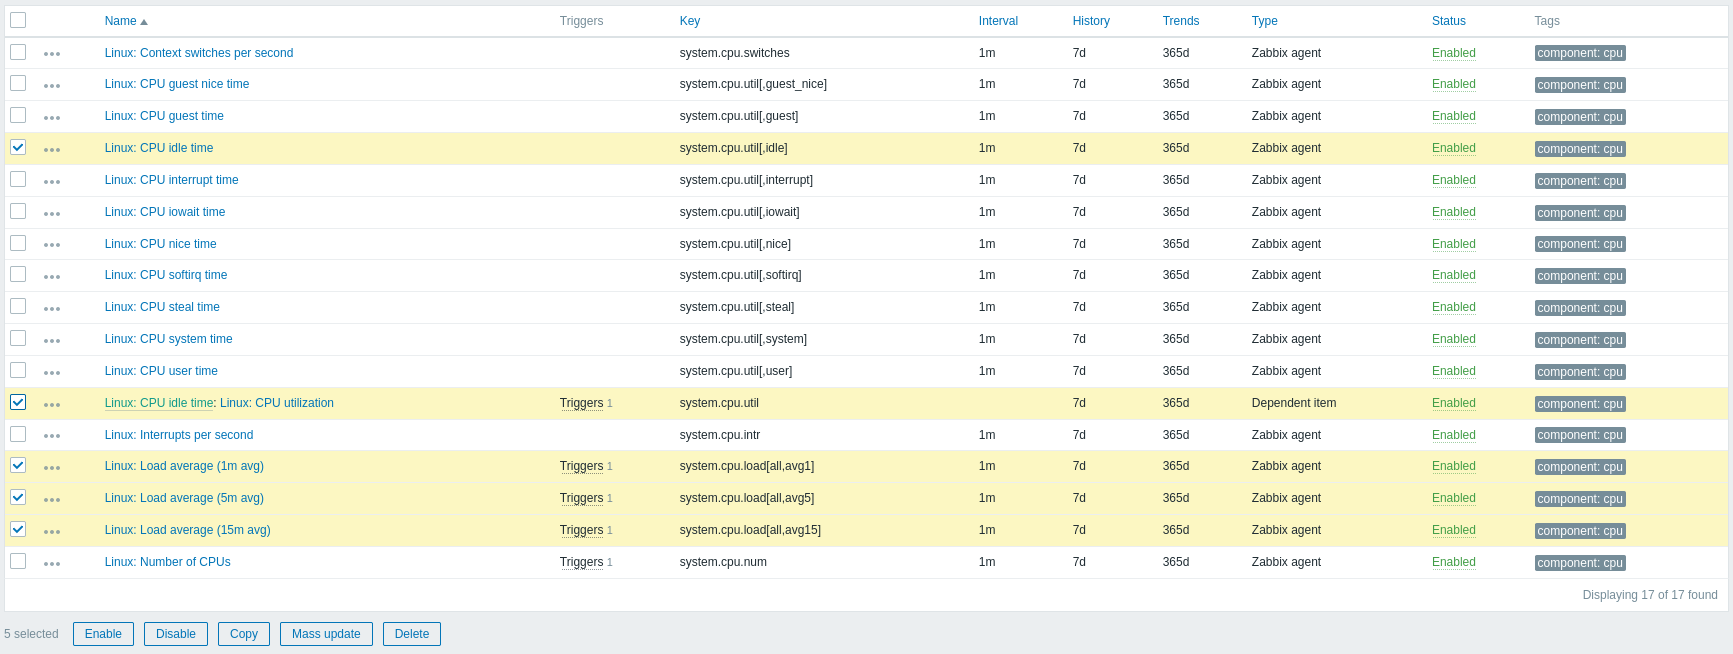 Name Triggers Key Interval History Trends Type Status Tags
Linux: Context switches per second system.cpu.switches 1m 7d 365d Zabbix agent Enabled component: cpu
Linux: CPU guest nice time system.cpu.util[,guest_nice] 1m 7d 365d Zabbix agent Enabled component: cpu
Linux: CPU guest time system.cpu.util[,guest] 1m 7d 365d Zabbix agent Enabled component: cpu
Linux: CPU idle time system.cpu.util[,idle] 1m 7d 365d Zabbix agent Enabled component: cpu
Linux: CPU interrupt time system.cpu.util[,interrupt] 1m 7d 365d Zabbix agent Enabled component: cpu
Linux: CPU iowait time system.cpu.util[,iowait] 1m 7d 365d Zabbix agent Enabled component: cpu
Linux: CPU nice time system.cpu.util[,nice] 1m 7d 365d Zabbix agent Enabled component: cpu
Linux: CPU softirq time system.cpu.util[,softirq] 1m 7d 365d Zabbix agent Enabled component: cpu
Linux: CPU steal time system.cpu.util[,steal] 1m 7d 365d Zabbix agent Enabled component: cpu
Linux: CPU system time system.cpu.util[,system] 1m 7d 365d Zabbix agent Enabled component: cpu
Linux: CPU user time system.cpu.util[,user] 1m 7d 365d Zabbix agent Enabled component: cpu
Linux: CPU idle time: Linux: CPU utilization Triggers 1 system.cpu.util 7d 365d Dependent item Enabled component: cpu
Linux: Interrupts per second system.cpu.intr 1m 7d 365d Zabbix agent Enabled component: cpu
Linux: Load average (1m avg) Triggers 1 system.cpu.load[all,avg1] 1m 7d 365d Zabbix agent Enabled component: cpu
Linux: Load average (5m avg) Triggers 1 system.cpu.load[all,avg5] 1m 7d 365d Zabbix agent Enabled component: cpu
Linux: Load average (15m avg) Triggers 1 system.cpu.load[all,avg15] 1m 7d 365d Zabbix agent Enabled component: cpu
Linux: Number of CPUs Triggers 1 system.cpu.num 1m 7d 365d Zabbix agent Enabled component: cpu
Displaying 17 of 17 found
5 selected Enable Disable Copy Mass update Delete